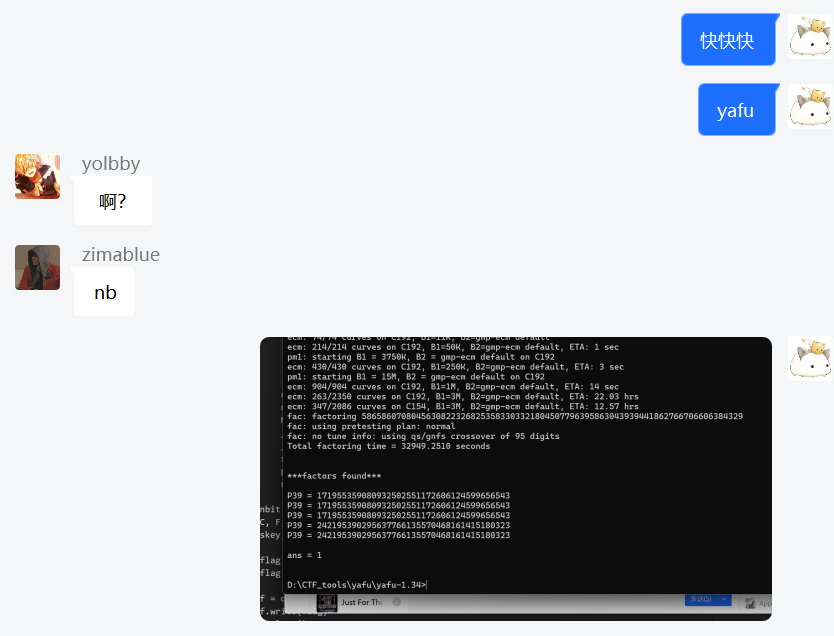 快快快
yafu
yolbby
啊?
zimablue
nb
ecm: 74/74 curves on C192, B1=11K, B2=gmp-ecm default
ecm: 214/214 curves on C192, B1=50K, B2=gmp-ecm default, ETA: 1 sec
pm1: starting B1 = 3750K, B2 = gmp-ecm default on C192
ecm: 430/430 curves on C192, B1=250K, B2=gmp-ecm default, ETA: 3 sec
pm1: starting B1 = 15M, B2 = gmp-ecm default on C192
ecm: 904/904 curves on C192, B1=1M, B2=gmp-ecm default, ETA: 14 sec
ecm: 263/2350 curves on C192, B1=3M, B2=gmp-ecm default, ETA: 22.03 hrs
ecm: 347/2086 curves on C154, B1=3M, B2=gmp-ecm default, ETA: 12.57 hrs
fac: factoring 586586070804563082232682535833033218045077963958630439394418627667066063843​29
fac: using pretesting plan: normal
fac: no tune info: using qs/gnfs crossover of 95 digits
Total factoring time = 32949.2510 seconds
***factors found***
P39 = 171955359080932502551172606124599656543
P39 = 171955359080932502551172606124599656543
P39 = 171955359080932502551172606124599656543
P39 = 242195390295637766135570468161415180323
P39 = 242195390295637766135570468161415180323
ans = 1
D:\CTF_tools\yafu\yafu-1.34>
nbit
C, F
skey
flag
flag
f = 
f.wr
Just For The
App